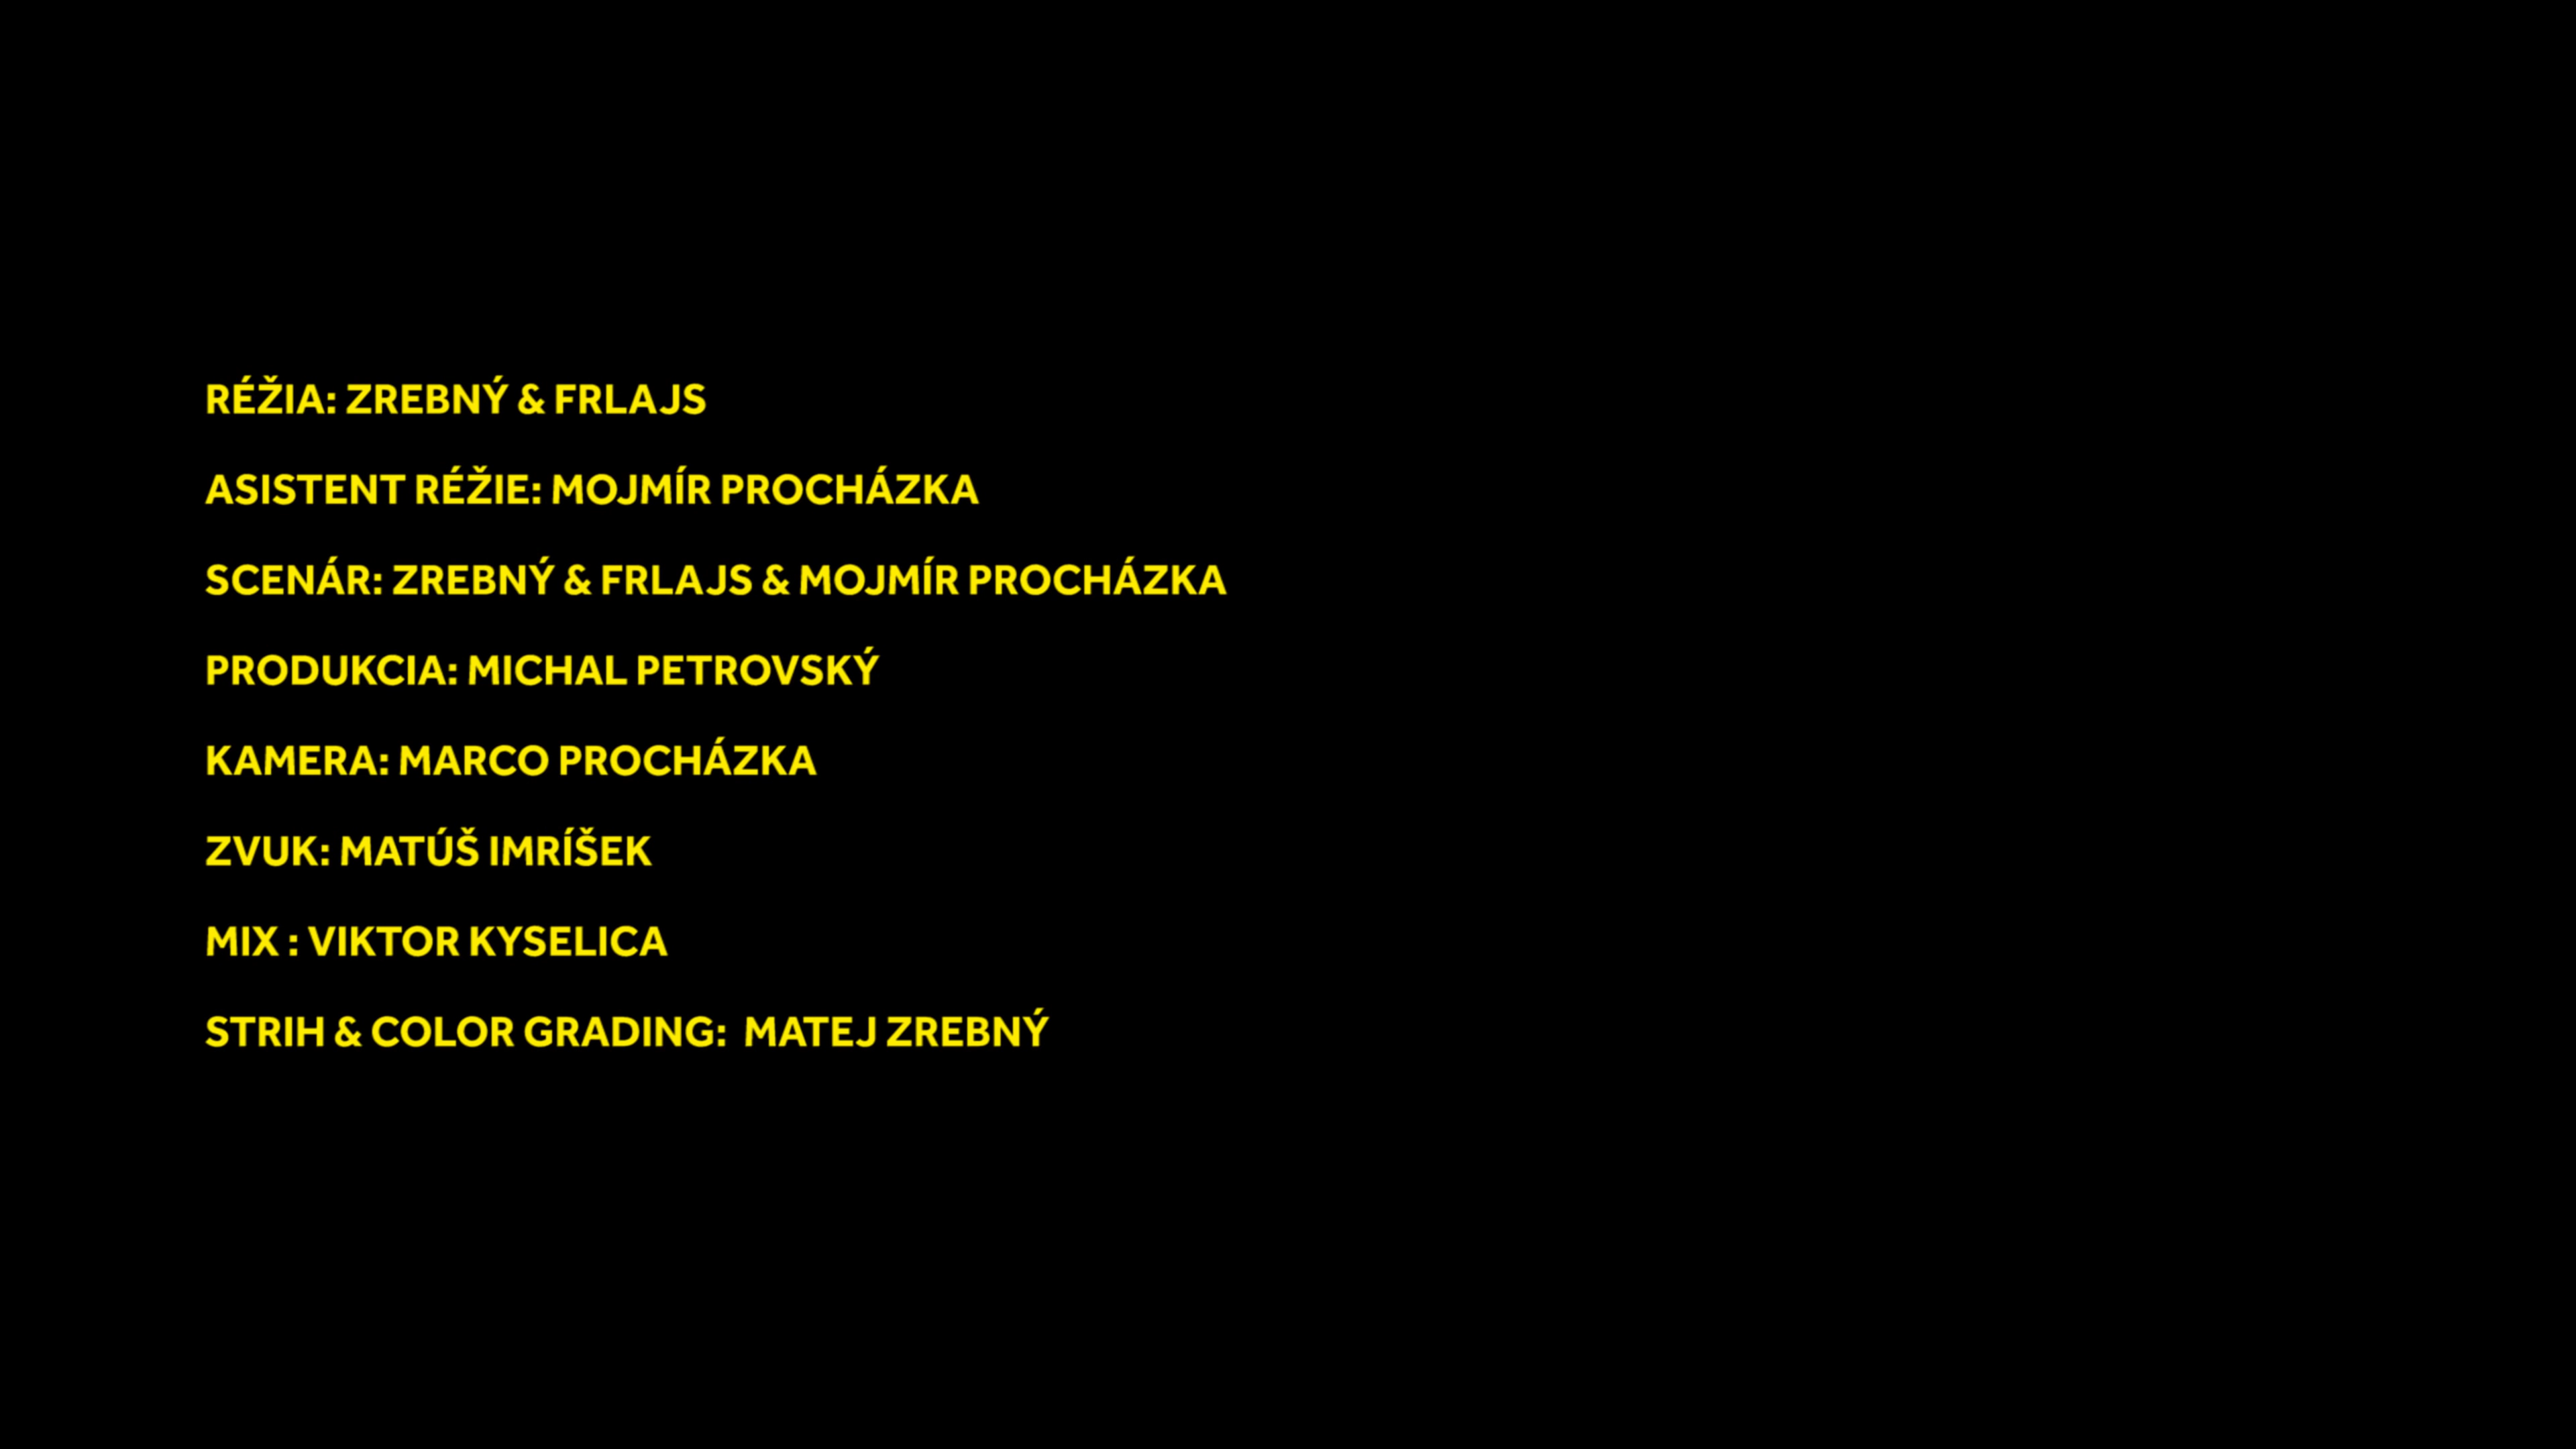 RÉŽIA: ZREBNÝ & FRLAJS
ASISTENT RÉŽIE: MOJMÍR PROCHÁZKA
SCENÁR: ZREBNÝ & FRLAJS & MOJMÍR PROCHÁZKA
PRODUKCIA: MICHAL PETROVSKÝ
KAMERA: MARCO PROCHÁZKA
ZVUK: MATÚŠ IMRÍŠEK
MIX : VIKTOR KYSELICA
STRIH & COLOR GRADING:  MATEJ ZREBNÝ